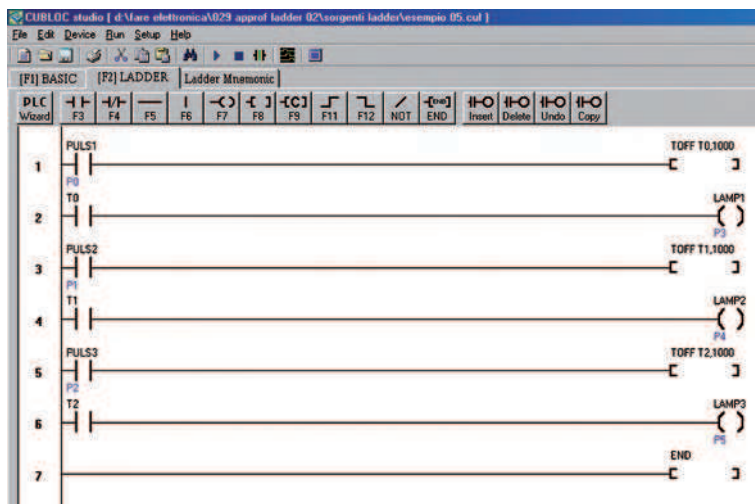 CUBLOC studio [ d:\fare elettronica\029 approf ladder 02\sorgenti ladder\esempio 05.cul ]
File Edit Device Run Setup Help
[F1] BASIC [F2] LADDER Ladder Mnemonic
PLC Wizard F3 F4 F5 F6 F7 F8 [C] F9 F11 F12 NOT END Insert Delete Undo Copy
PULS1 TOFF T0,1000
1
P0
T0 LAMP1
2
P3
PULS2 TOFF T1,1000
3
P1
T1 LAMP2
4
P4
PULS3 TOFF T2,1000
5
P2
T2 LAMP3
6
P5
END
7